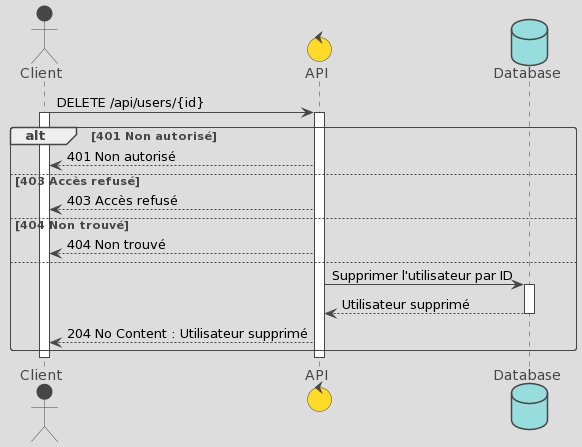 Client
API
Database
DELETE /api/users/{id}
alt [401 Non autorisé]
401 Non autorisé
[403 Accès refusé]
403 Accès refusé
[404 Non trouvé]
404 Non trouvé
Supprimer l'utilisateur par ID
Utilisateur supprimé
204 No Content : Utilisateur supprimé
Client
API
Database